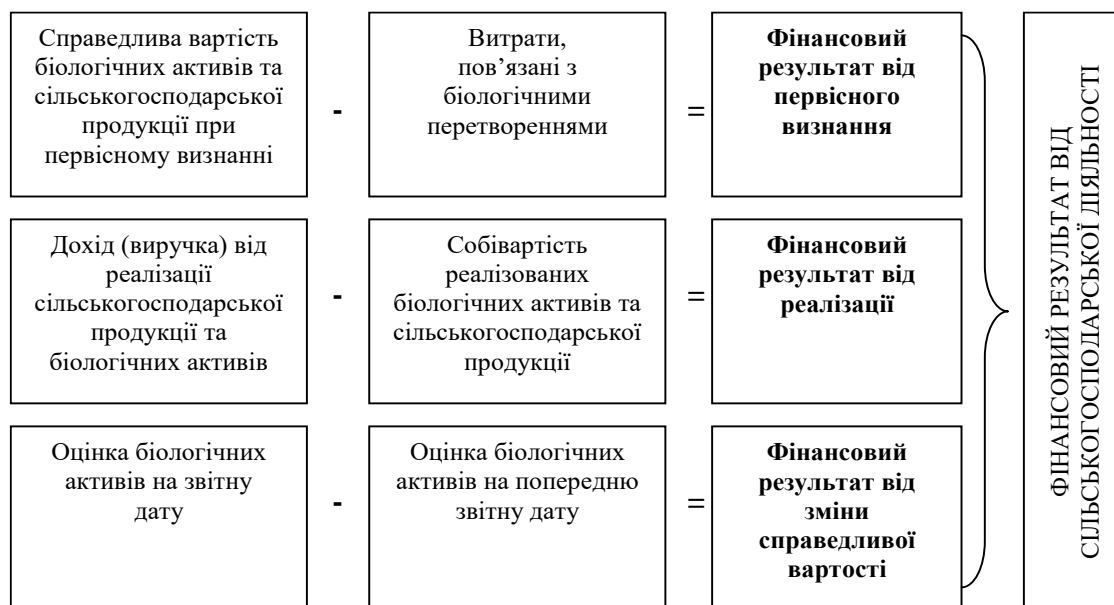 Справедлива вартість
біологічних активів та
сільськогосподарської
продукції при
первісному визнанні
-
Витрати,
пов’язані з
біологічними
перетвореннями
=
Фінансовий
результат від
первісного
визнання
Дохід (виручка) від
реалізації
сільськогосподарської
продукції та
біологічних активів
-
Собівартість
реалізованих
біологічних активів та
сільськогосподарської
продукції
=
Фінансовий
результат від
реалізації
Оцінка біологічних
активів на звітну
дату
-
Оцінка біологічних
активів на попередню
звітну дату
=
Фінансовий
результат від
зміни
справедливої
вартості
ФІНАНСОВИЙ РЕЗУЛЬТАТ ВІД
СІЛЬСЬКОГОСПОДАРСЬКОЇ ДІЯЛЬНОСТІ